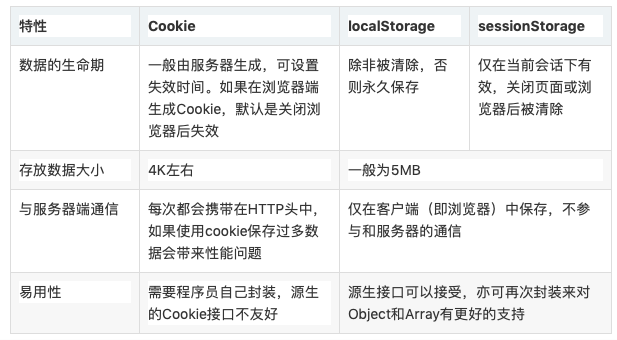 特性
Cookie
localStorage
sessionStorage
数据的生命期
一般由服务器生成，可设置
失效时间。如果在浏览器端
生成Cookie，默认是关闭浏
览器后失效
除非被清除，否
则永久保存
仅在当前会话下有
效，关闭页面或浏
览器后被清除
存放数据大小
4K左右
一般为5MB
与服务器端通信
每次都会携带在HTTP头中，
如果使用cookie保存过多数
据会带来性能问题
仅在客户端（即浏览器）中保存，不参
与和服务器的通信
易用性
需要程序员自己封装，源生
的Cookie接口不友好
源生接口可以接受，亦可再次封装来对
Object和Array有更好的支持